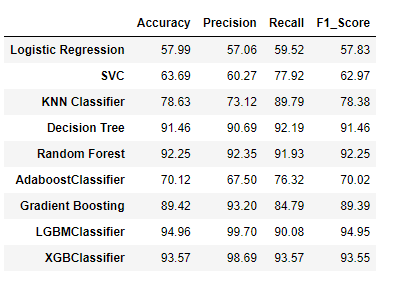 Accuracy Precision Recall F1_Score
Logistic Regression 57.99 57.06 59.52 57.83
SVC 63.69 60.27 77.92 62.97
KNN Classifier 78.63 73.12 89.79 78.38
Decision Tree 91.46 90.69 92.19 91.46
Random Forest 92.25 92.35 91.93 92.25
AdaboostClassifier 70.12 67.50 76.32 70.02
Gradient Boosting 89.42 93.20 84.79 89.39
LGBMClassifier 94.96 99.70 90.08 94.95
XGBClassifier 93.57 98.69 93.57 93.55